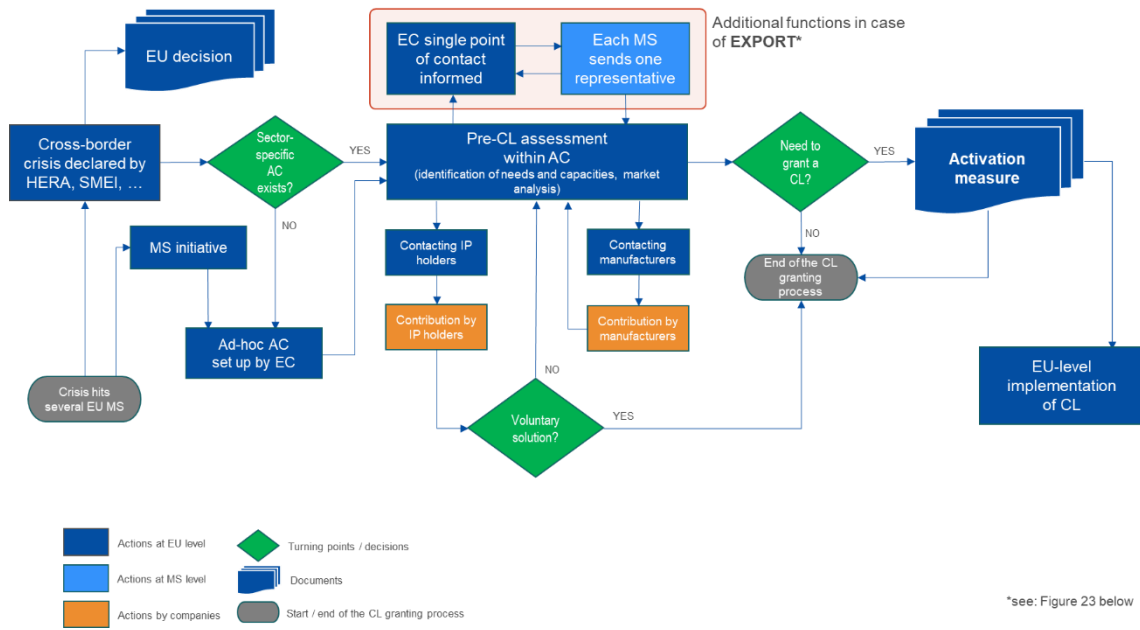 EU decision
EC single point
of contact
informed
Each MS
sends one
representative
Additional functions in case
of EXPORT*
Cross-border
crisis declared by
HERA, SMEI, ...
Sector-
specific
AC
exists?
YES
NO
Pre-CL assessment
within AC
(identification of needs and capacities, market
analysis)
Need to
grant a
CL?
YES
NO
Activation
measure
MS initiative
Contacting IP
holders
Contacting
manufacturers
End of the CL
granting
process
Contribution by
IP holders
Contribution by
manufacturers
Ad-hoc AC
set up by EC
Crisis hits
several EU MS
NO
Voluntary
solution?
YES
EU-level
implementation
of CL
Actions at EU level
Turning points / decisions
Actions at MS level
Documents
Actions by companies
Start / end of the CL granting process
*see: Figure 23 below